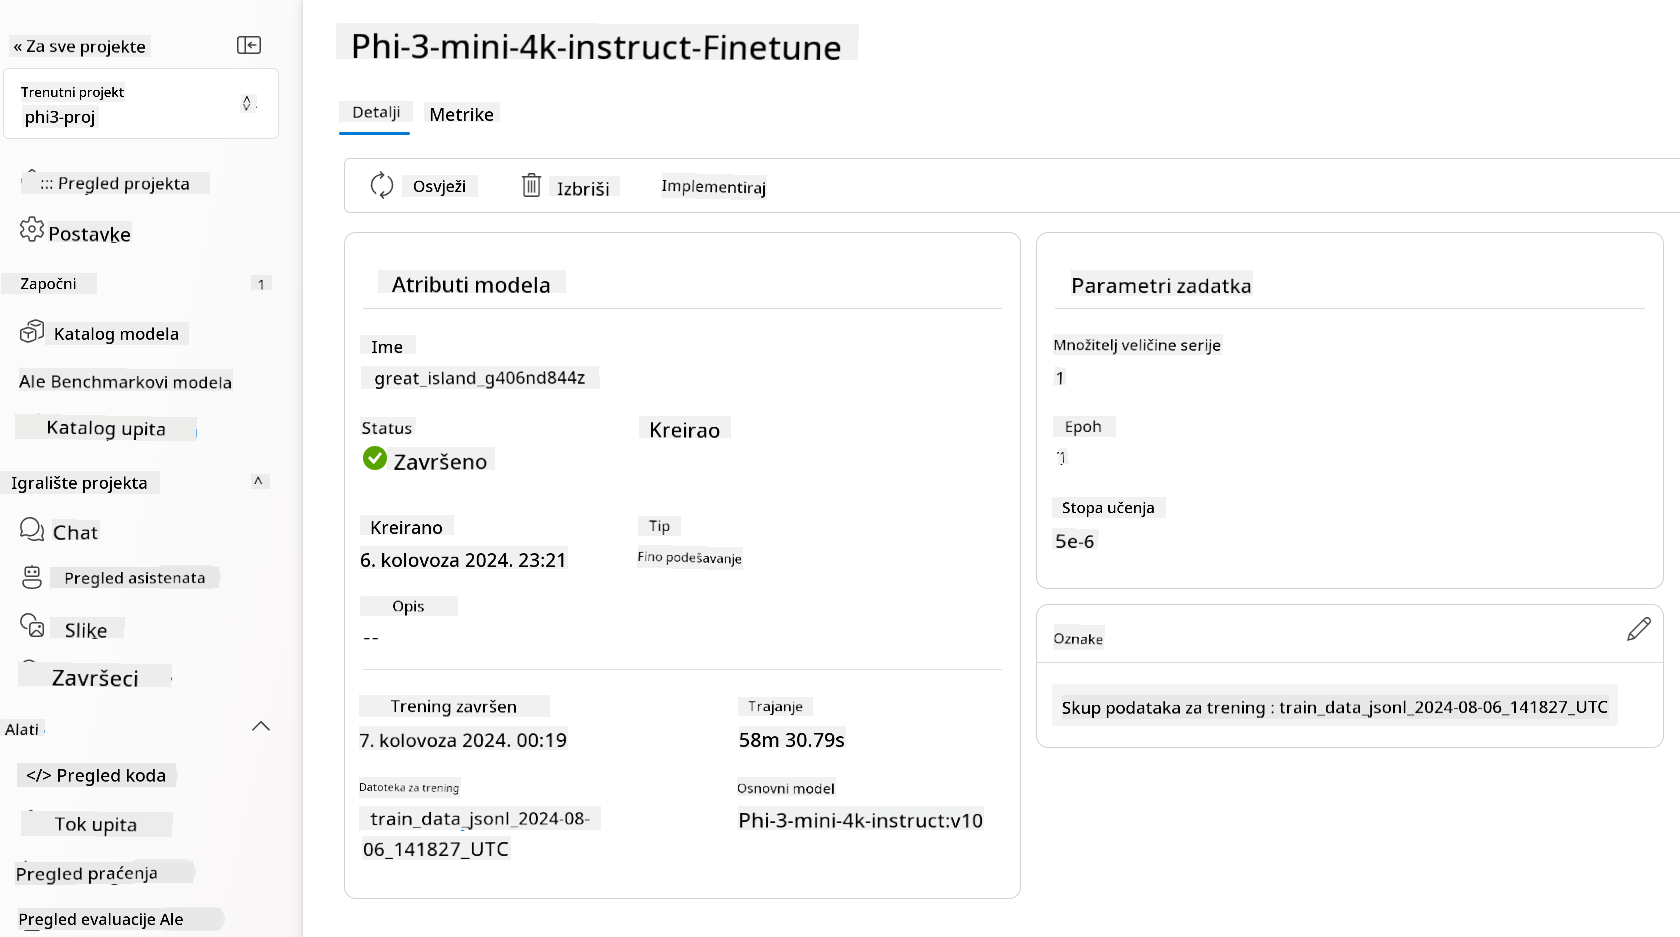 « Za sve projekte
Trenutni projekt
phi3-proj
::: Pregled projekta
Postavke
Započni
1
Katalog modela
Ale Benchmarkovi modela
Katalog upita
Igralište projekta
^
Chat
Pregled asistenata
Slike
Završeci
Alati
</> Pregled koda
Tok upita
Pregled praćenja
Pregled evaluacije Ale
Phi-3-mini-4k-instruct-Finetune
Detalji
Metrike
Osvježi
Izbriši
Implementiraj
Atributi modela
Ime
great_island_g406nd844z
Status
Završeno
Kreirao
Kreirano
6. kolovoza 2024. 23:21
Tip
Fino podešavanje
Opis
--
Trening završen
7. kolovoza 2024. 00:19
Trajanje
58m 30.79s
Datoteka za trening
train_data_jsonl_2024-08-
06_141827_UTC
Osnovni model
Phi-3-mini-4k-instruct:v10
Parametri zadatka
Množitelj veličine serije
1
Epoh
1
Stopa učenja
5e-6
Oznake
Skup podataka za trening : train_data_jsonl_2024-08-06_141827_UTC